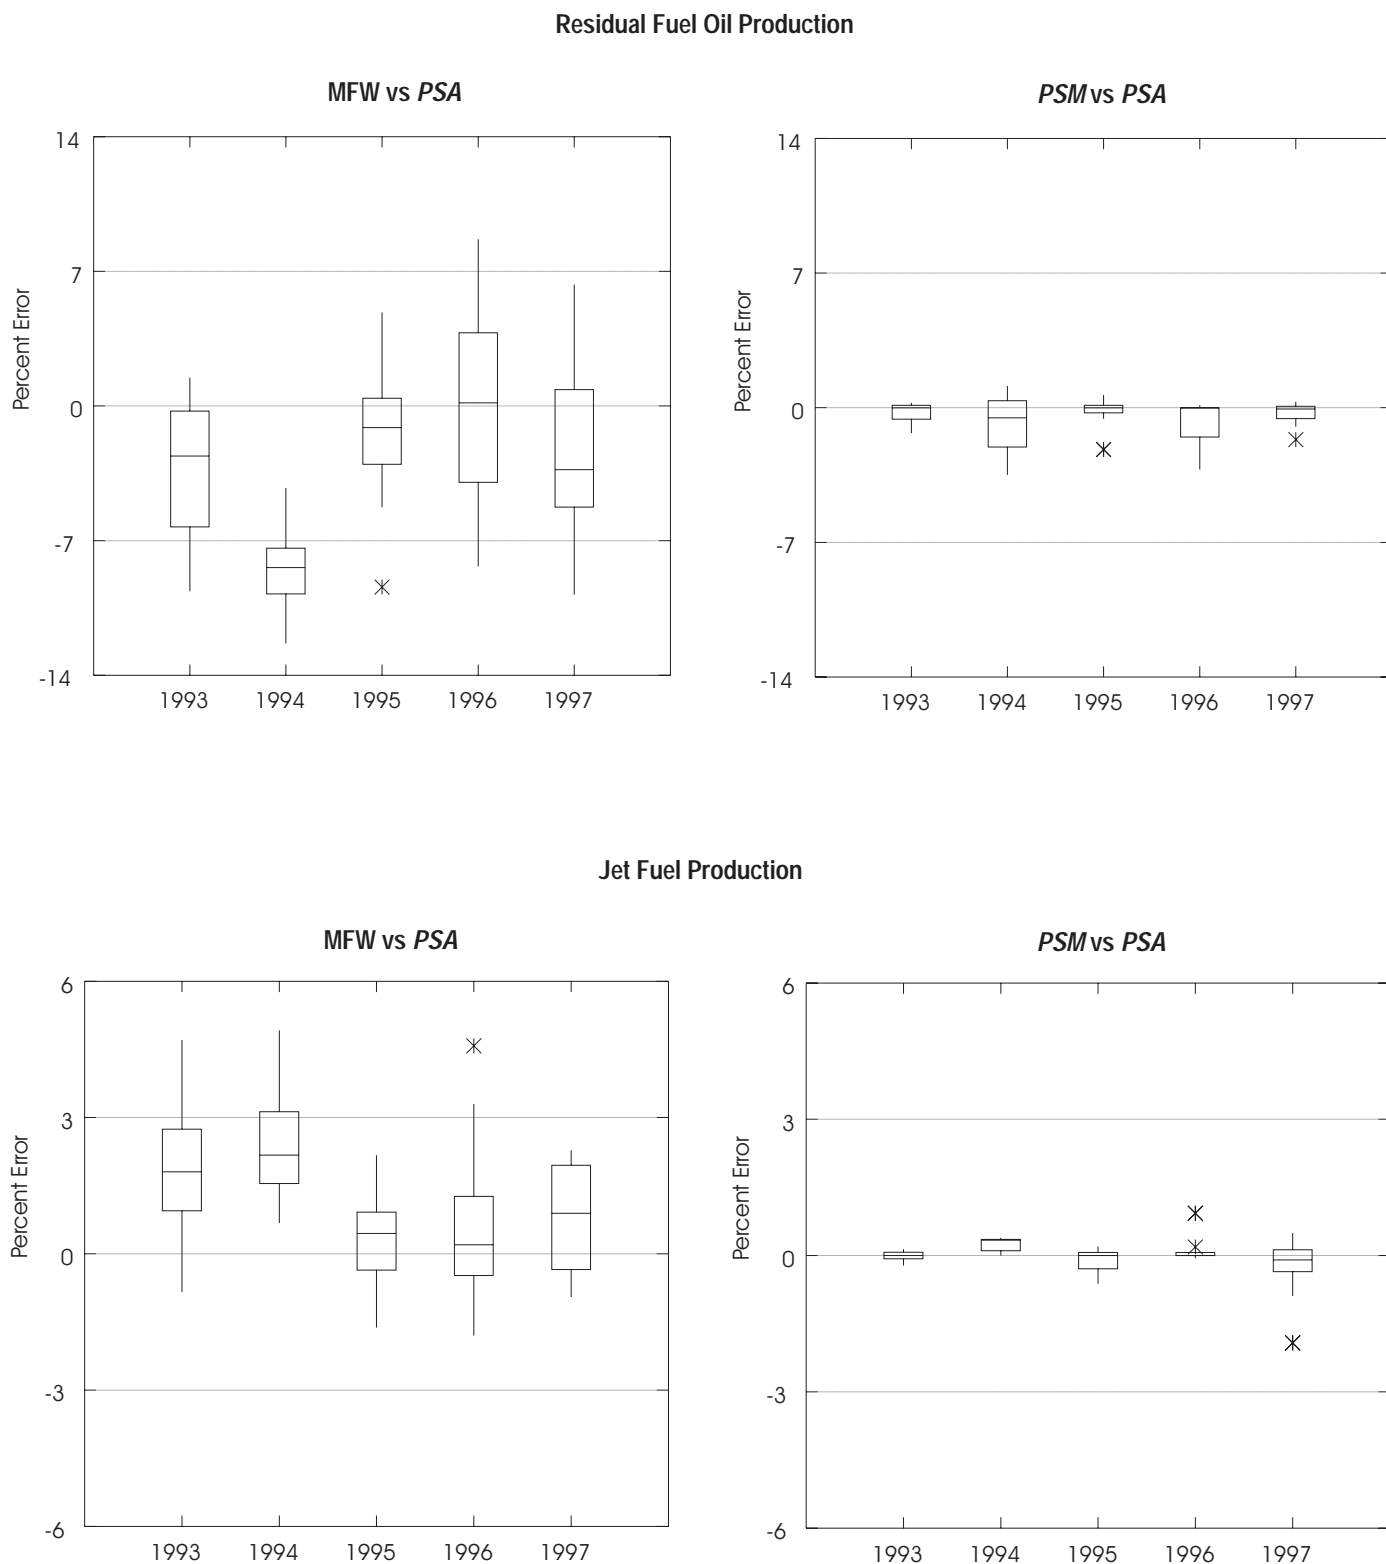 Residual Fuel Oil Production
MFW vs PSA
PSM vs PSA
14
7
0
-7
-14
Percent Error
1993 1994 1995 1996 1997
14
7
0
-7
-14
Percent Error
1993 1994 1995 1996 1997
Jet Fuel Production
MFW vs PSA
PSM vs PSA
6
3
0
-3
-6
Percent Error
1993 1994 1995 1996 1997
6
3
0
-3
-6
Percent Error
1993 1994 1995 1996 1997